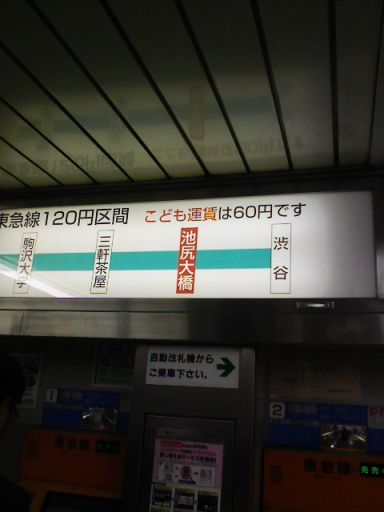 東急線120円区間 こども運賃は60円です
駒沢大学
三軒茶屋
池尻大橋
渋谷
自動改札機から
ご乗車下さい。
1
2
東急線
東急線